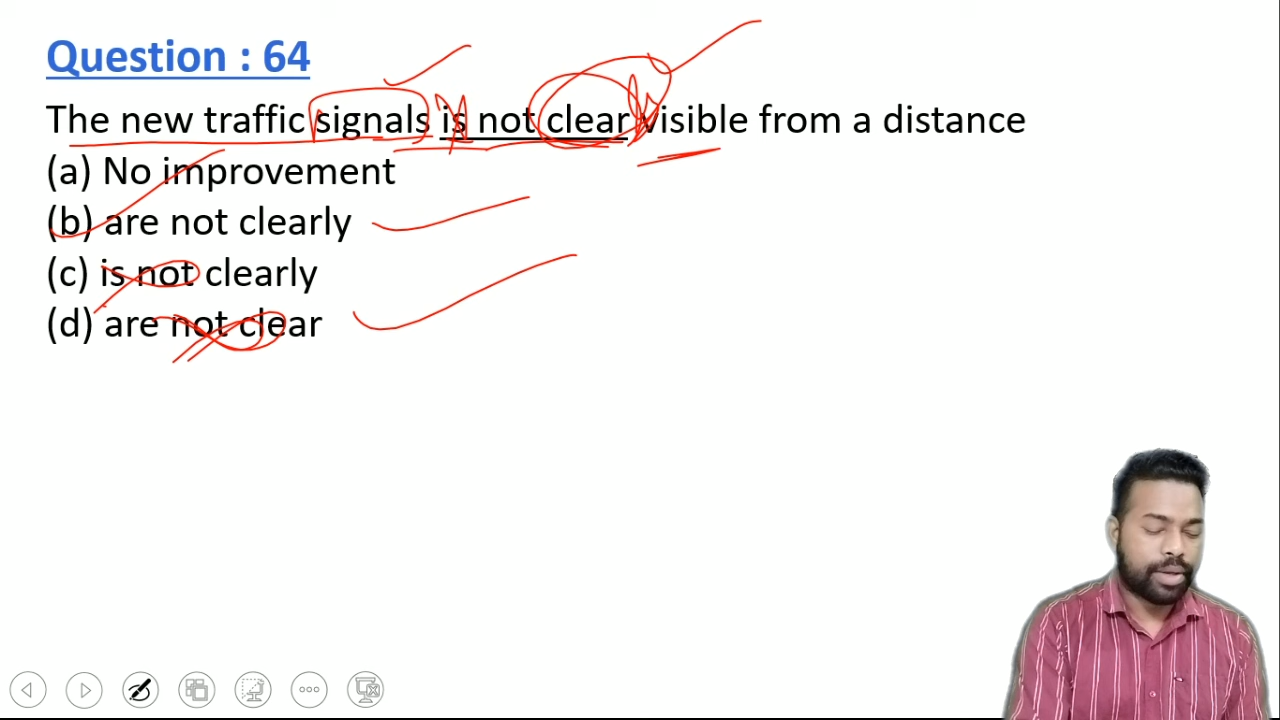 Question : 64
The new traffic signals is not clear visible from a distance
(a) No improvement
(b) are not clearly
(c) is not clearly
(d) are not clear